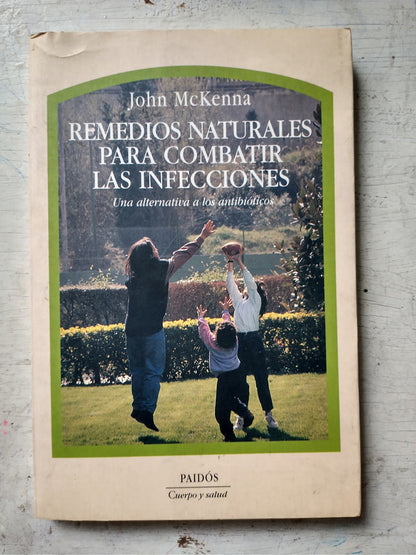 John McKenna
REMEDIOS NATURALES
PARA COMBATIR
LAS INFECCIONES
Una alternativa a los antibióticos
PAIDÓS
Cuerpo y salud